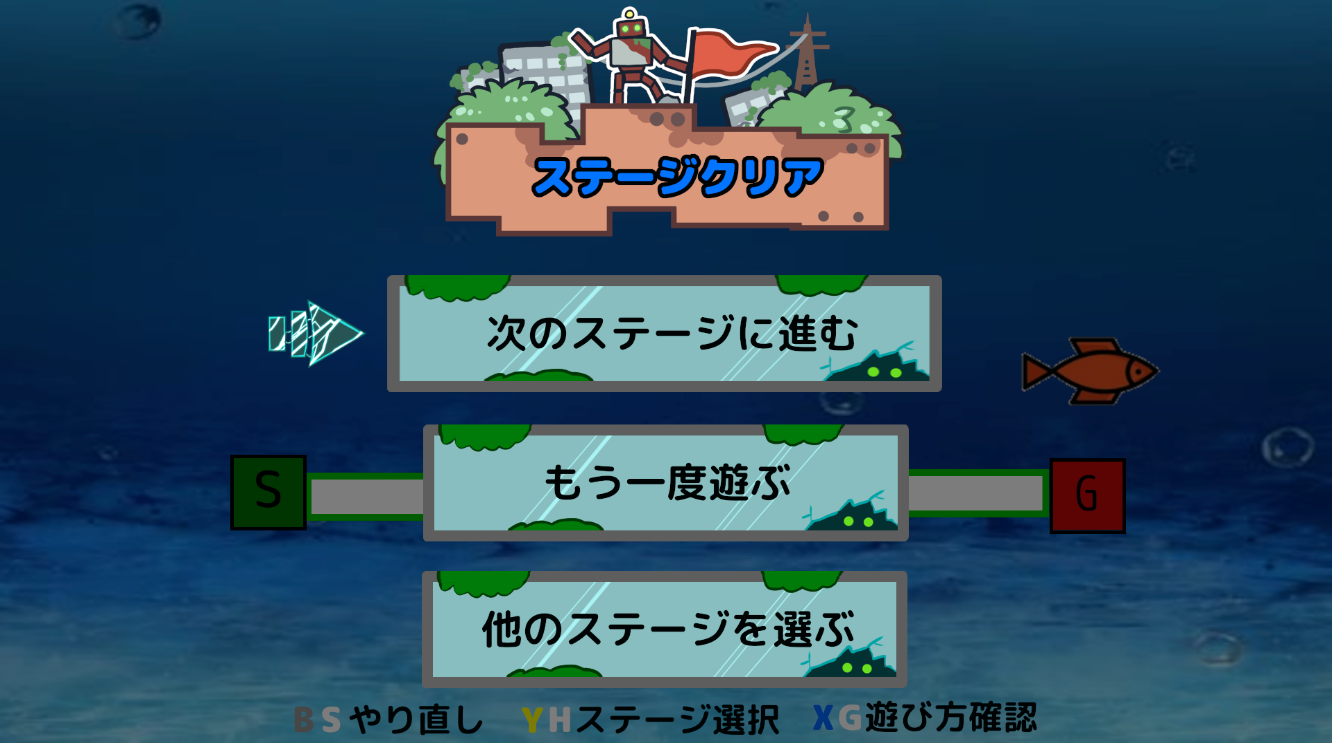 ステージクリア
次のステージに進む
S もう一度遊ぶ G
他のステージを選ぶ
BSやり直し YHステージ選択 XG遊び方確認